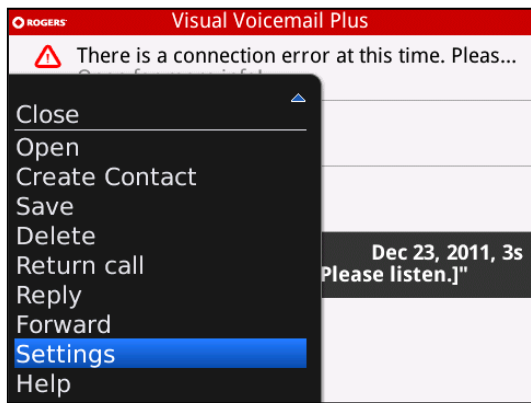 ROGERS Visual Voicemail Plus
There is a connection error at this time. Pleas...
Close
Open
Create Contact
Save
Delete
Return call
Dec 23, 2011, 3s
Reply
Please listen.]"
Forward
Settings
Help